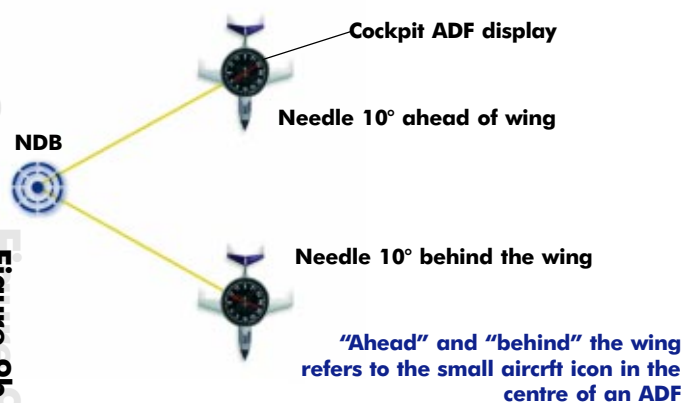 Cockpit ADF display
Needle 10° ahead of wing
NDB
Needle 10° behind the wing
“Ahead” and “behind” the wing
refers to the small aircrft icon in the
centre of an ADF
Figure